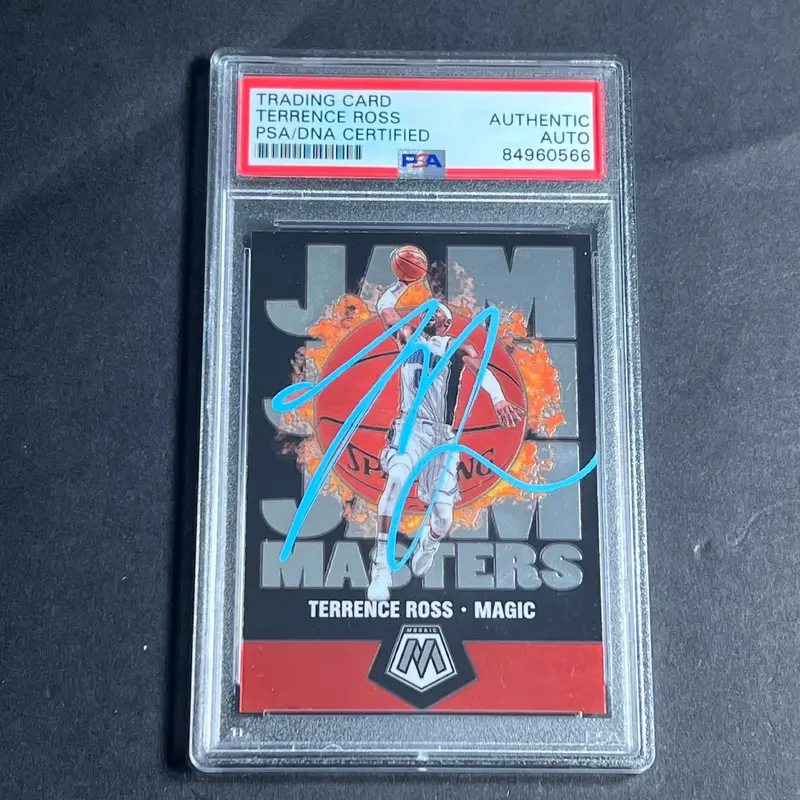 TRADING CARD
TERRENCE ROSS
PSA/DNA CERTIFIED
AUTHENTIC
AUTO
84960566
PSA
JAM
JAM
JAM
MASTERS
SPALDING
TERRENCE ROSS • MAGIC
MOSAIC
M